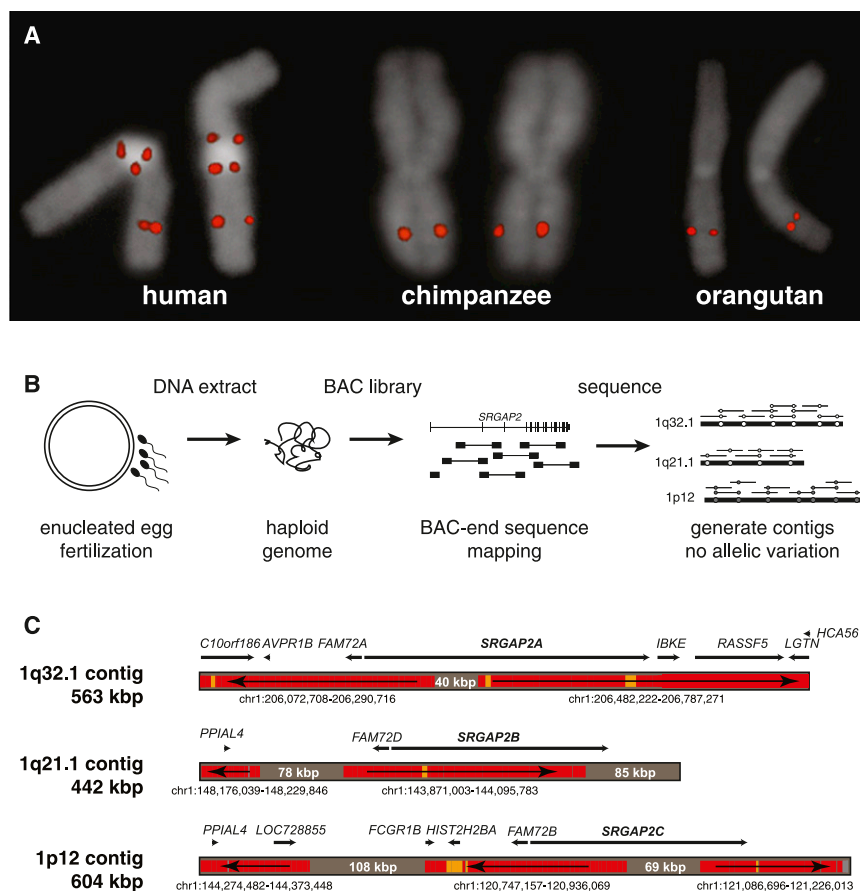 A
human
chimpanzee
orangutan
B
DNA extract
BAC library
sequence
SRGAP2
1q32.1
1q21.1
1p12
enucleated egg
fertilization
haploid
genome
BAC-end sequence
mapping
generate contigs
no allelic variation
C
HCA56
C10orf186 AVPR1B FAM72A SRGAP2A IBKE RASSF5 LGTN
1q32.1 contig
563 kbp
40 kbp
chr1:206,072,708-206,290,716
chr1:206,482,222-206,787,271
PPIAL4 FAM72D SRGAP2B
1q21.1 contig
442 kbp
78 kbp
85 kbp
chr1:148,176,039-148,229,846
chr1:143,871,003-144,095,783
PPIAL4 LOC728855 FCGR1B HIST2H2BA FAM72B SRGAP2C
1p12 contig
604 kbp
108 kbp
69 kbp
chr1:144,274,482-144,373,448
chr1:120,747,157-120,936,069
chr1:121,086,696-121,226,013